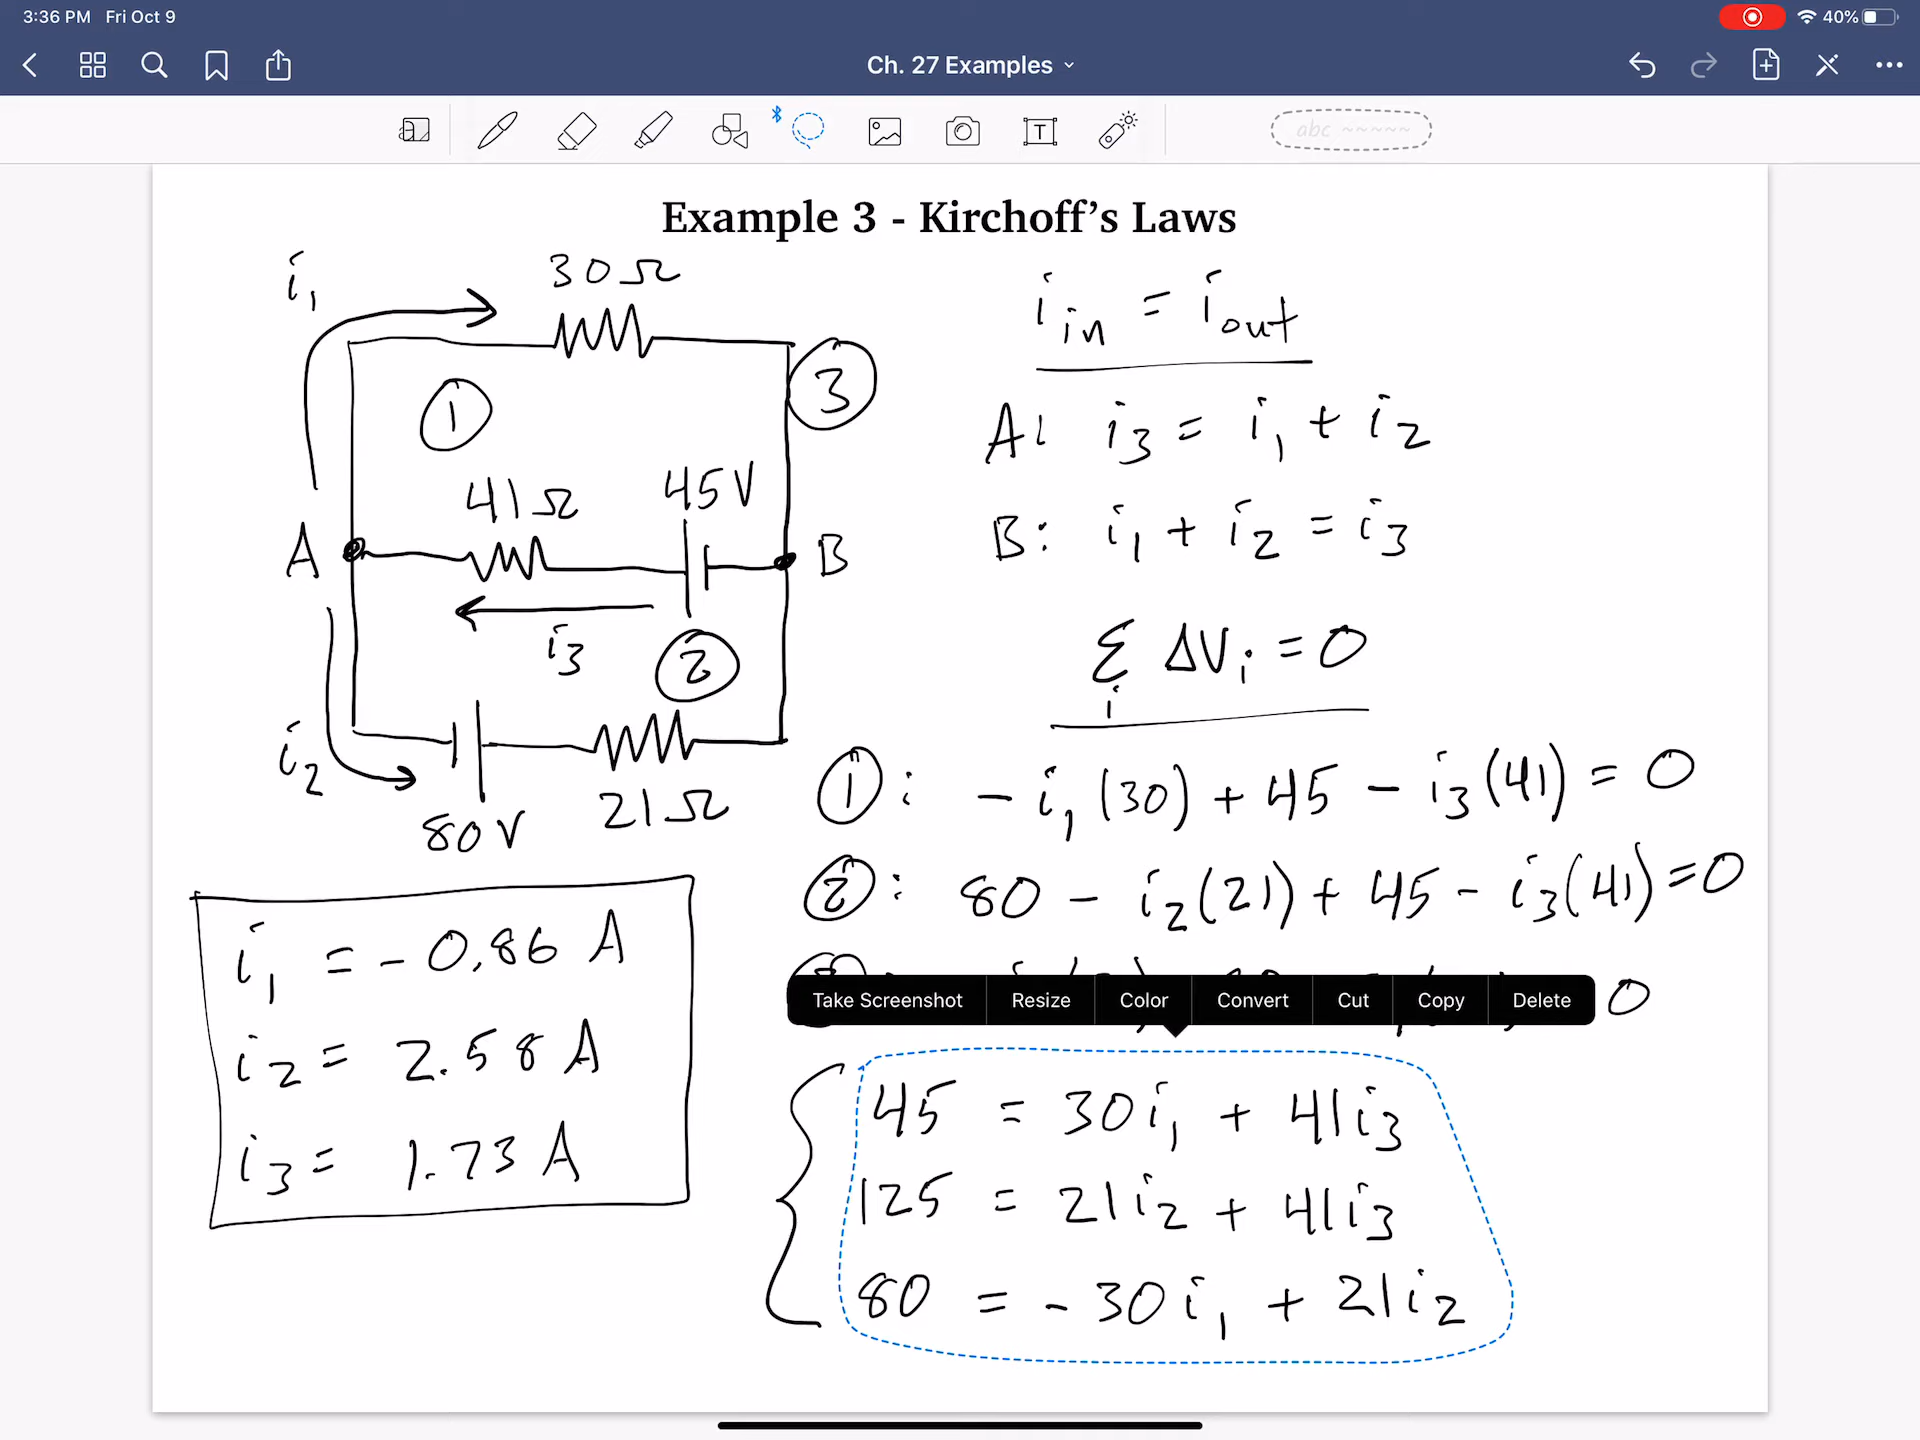 3:36 PM Fri Oct 9
40%
Ch. 27 Examples
abc
Example 3 - Kirchoff's Laws
i₁
30Ω
①
③
41Ω
45V
A
B
i₃
②
i₂
80V
21Ω
i in = i out
A: i₃ = i₁ + i₂
B: i₁ + i₂ = i₃
Σ ΔVᵢ = 0
i
①: - i₁(30) + 45 - i₃(41) = 0
②: 80 - i₂(21) + 45 - i₃(41) = 0
0
Take Screenshot Resize Color Convert Cut Copy Delete
45 = 30i₁ + 41i₃
125 = 21i₂ + 41i₃
80 = -30i₁ + 21i₂
i₁ = -0.86 A
i₂ = 2.58 A
i₃ = 1.73 A